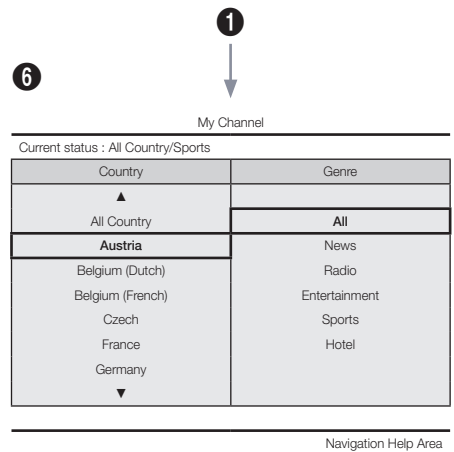 ❶
❻
My Channel
Current status : All Country/Sports
Country Genre
▲
All Country All
Austria News
Belgium (Dutch) Radio
Belgium (French) Entertainment
Czech Sports
France Hotel
Germany
▼
Navigation Help Area